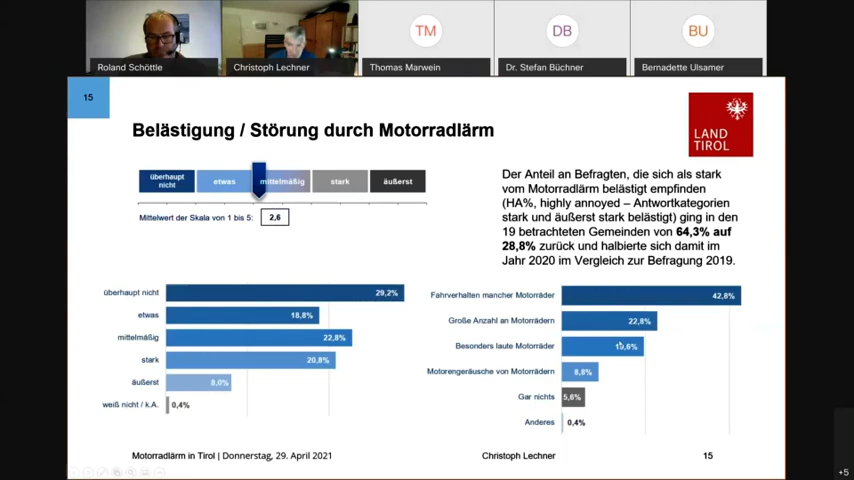 TM
DB
BU
Roland Schöttle
Christoph Lechner
Thomas Marwein
Dr. Stefan Büchner
Bernadette Ulsamer
15
Belästigung / Störung durch Motorradlärm
LAND
TIROL
überhaupt
nicht
etwas
mittelmäßig
stark
äußerst
Mittelwert der Skala von 1 bis 5:
2,6
Der Anteil an Befragten, die sich als stark
vom Motorradlärm belästigt empfinden
(HA%, highly annoyed – Antwortkategorien
stark und äußerst stark belästigt) ging in den
19 betrachteten Gemeinden von 64,3% auf
28,8% zurück und halbierte sich damit im
Jahr 2020 im Vergleich zur Befragung 2019.
überhaupt nicht 29,2%
etwas 18,8%
mittelmäßig 22,8%
stark 20,8%
äußerst 8,0%
weiß nicht / k.A. 0,4%
Fahrverhalten mancher Motorräder 42,8%
Große Anzahl an Motorrädern 22,8%
Besonders laute Motorräder
Motorengeräusche von Motorrädern 8,8%
Gar nichts 5,6%
Anderes 0,4%
Motorradlärm in Tirol | Donnerstag, 29. April 2021
Christoph Lechner
15
+5